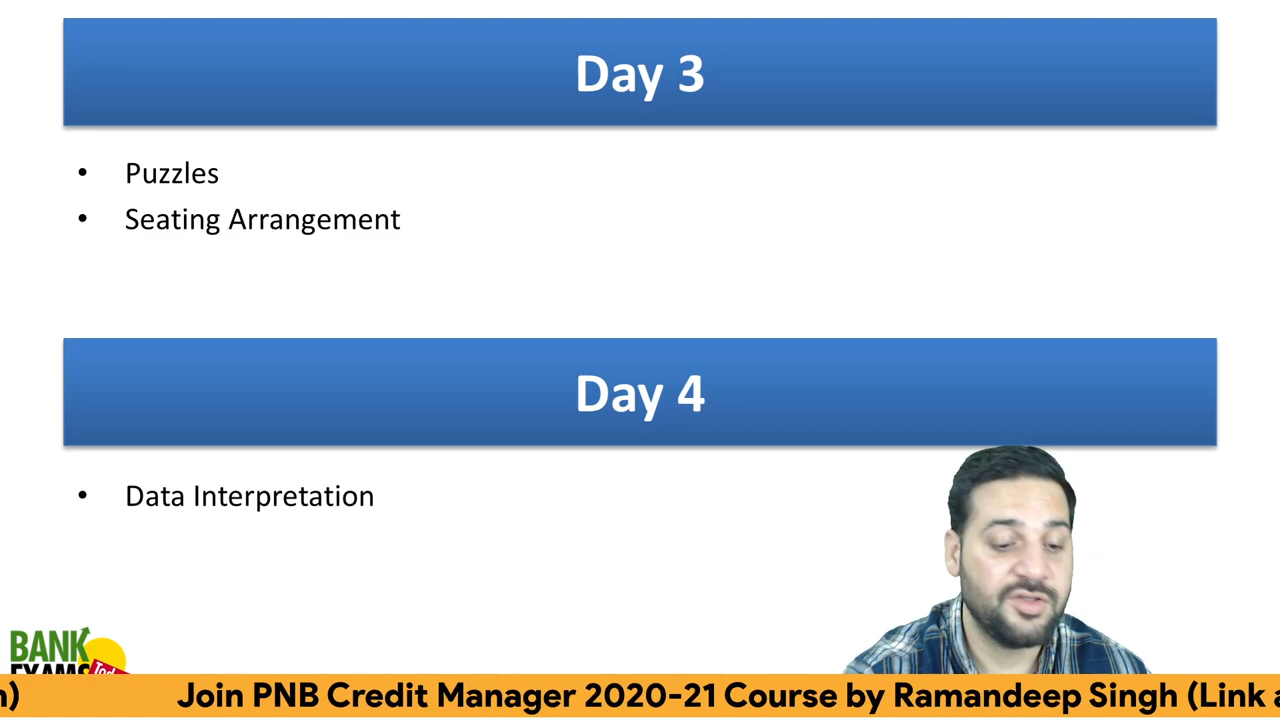 Day 3
• Puzzles
• Seating Arrangement
Day 4
• Data Interpretation
BANK
EXAMS
Join PNB Credit Manager 2020-21 Course by Ramandeep Singh (Link